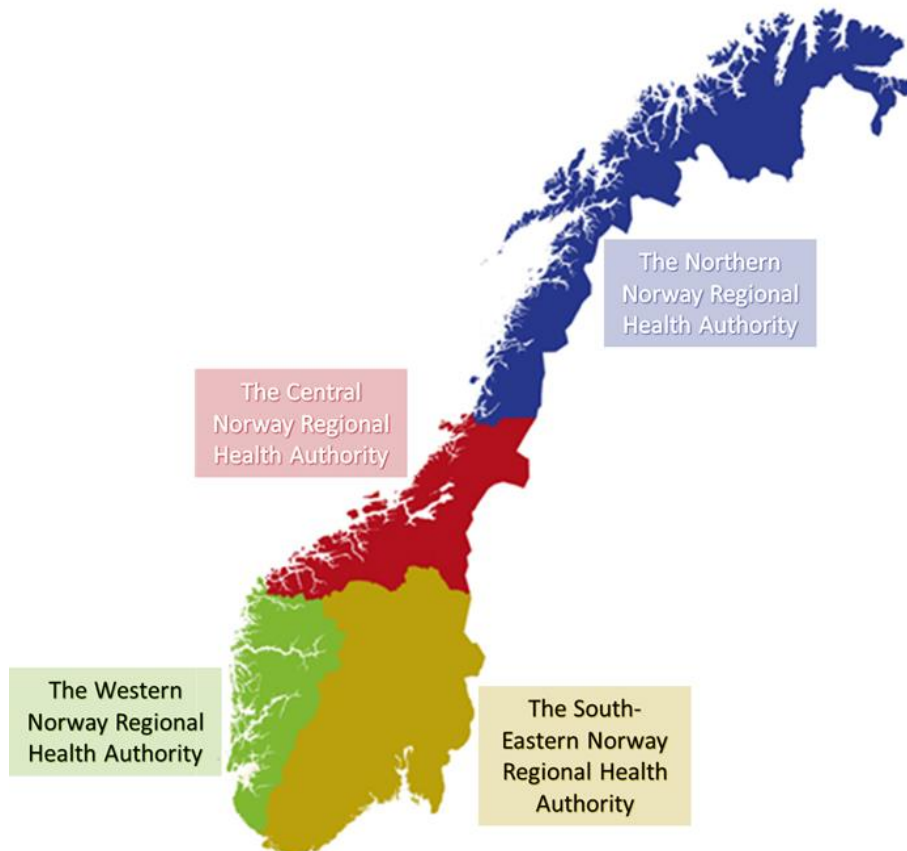 The Northern
Norway Regional
Health Authority
The Central
Norway Regional
Health Authority
The Western
Norway Regional
Health Authority
The South-
Eastern Norway
Regional Health
Authority